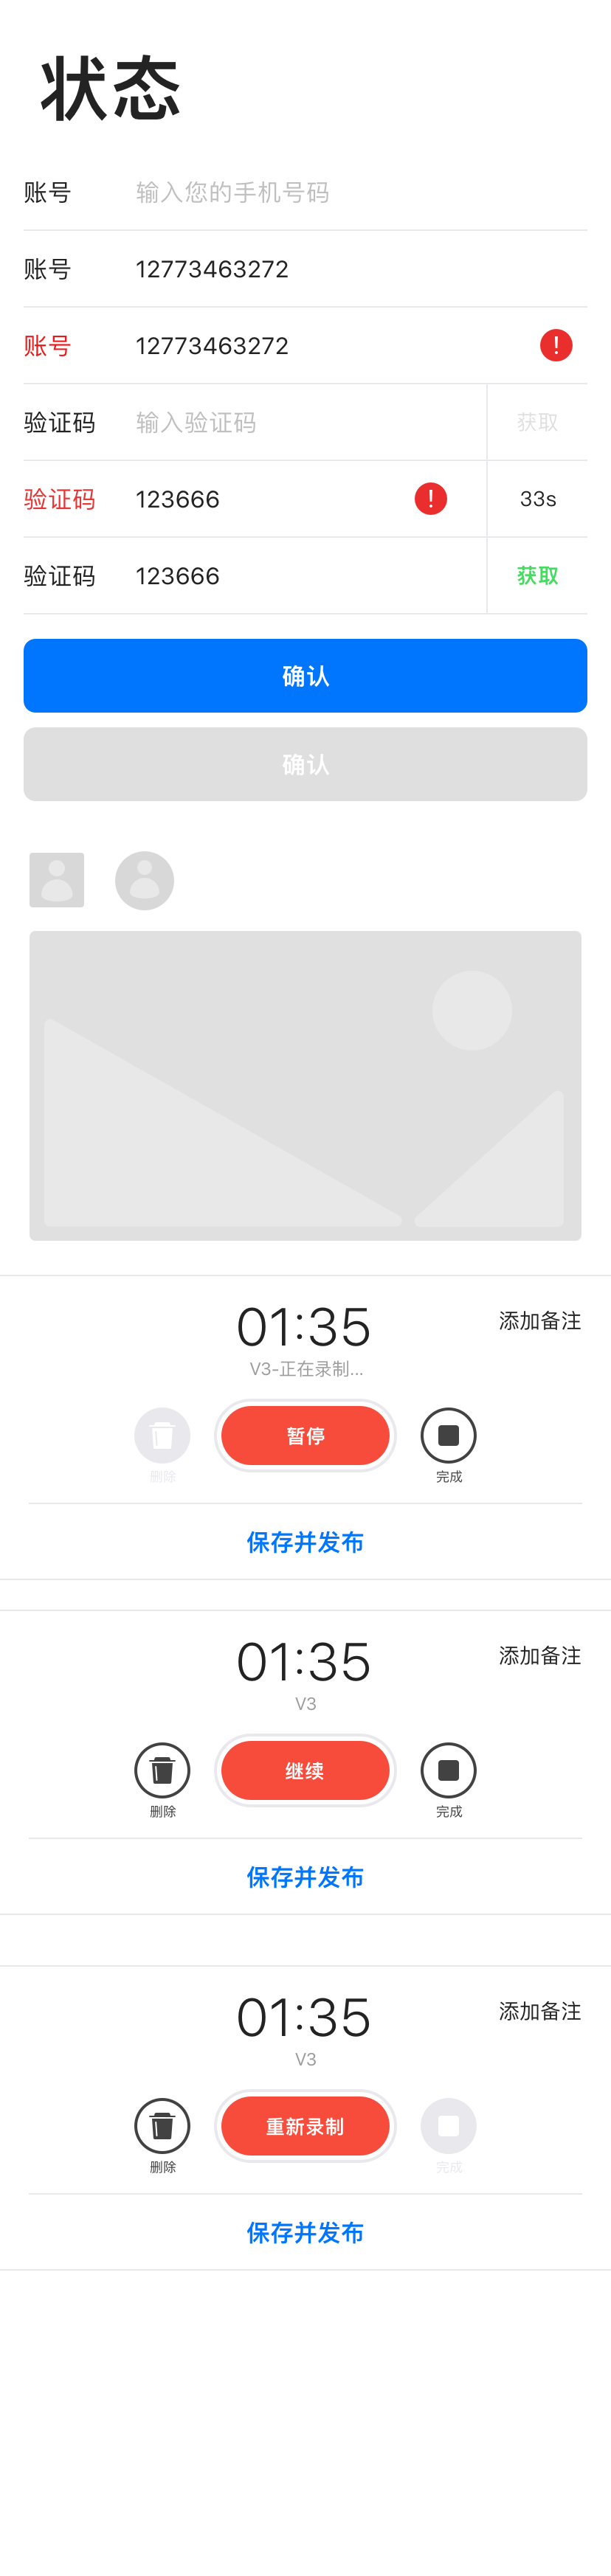 状态
账号 输入您的手机号码
账号 12773463272
账号 12773463272 !
验证码 输入验证码 获取
验证码 123666 ! 33s
验证码 123666 获取
确认
确认
01:35 添加备注
V3-正在录制...
暂停
删除 完成
保存并发布
01:35 添加备注
V3
继续
删除 完成
保存并发布
01:35 添加备注
V3
重新录制
删除 完成
保存并发布